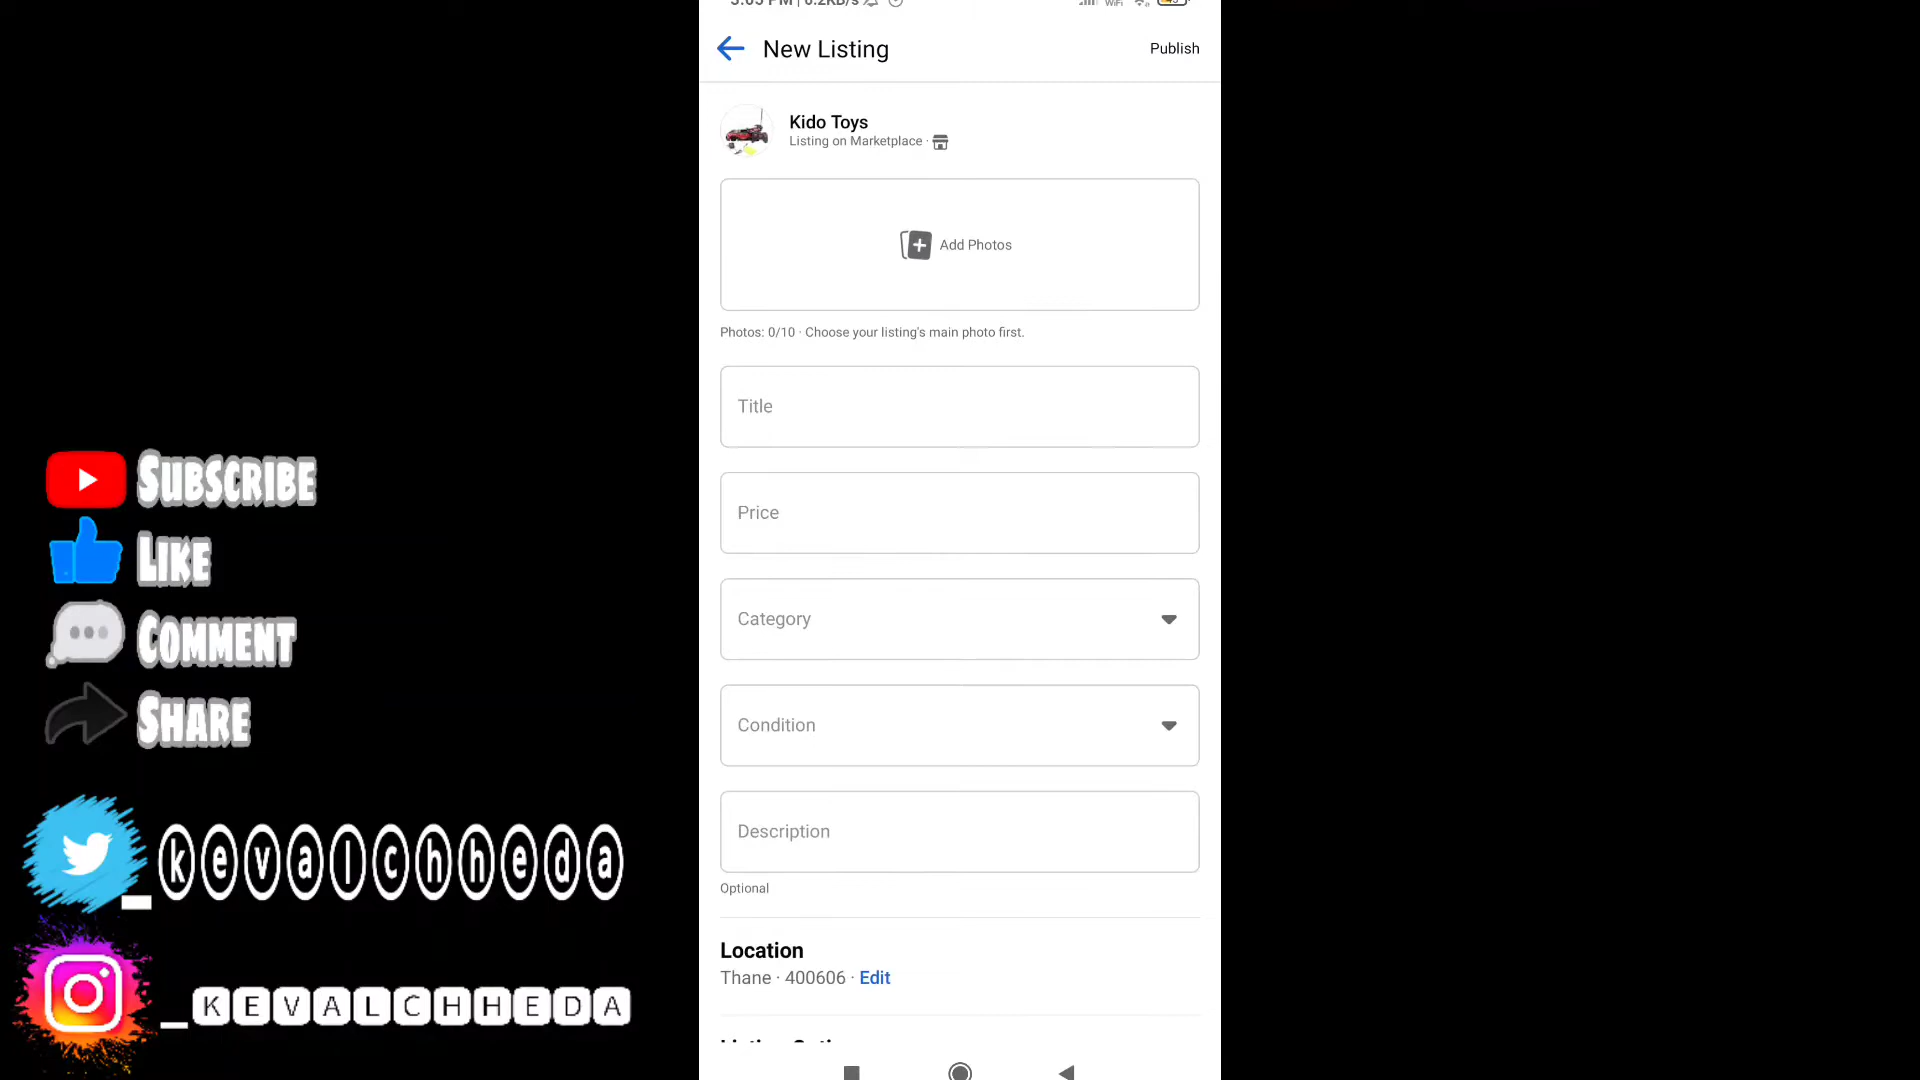 New Listing
Publish
Kido Toys
Listing on Marketplace ·
Add Photos
Photos: 0/10 · Choose your listing's main photo first.
Title
Price
Category
Condition
Description
Optional
Location
Thane · 400606 · Edit
SUBSCRIBE
LIKE
COMMENT
SHARE
_kevalchheda
_KEVALCHHEDA